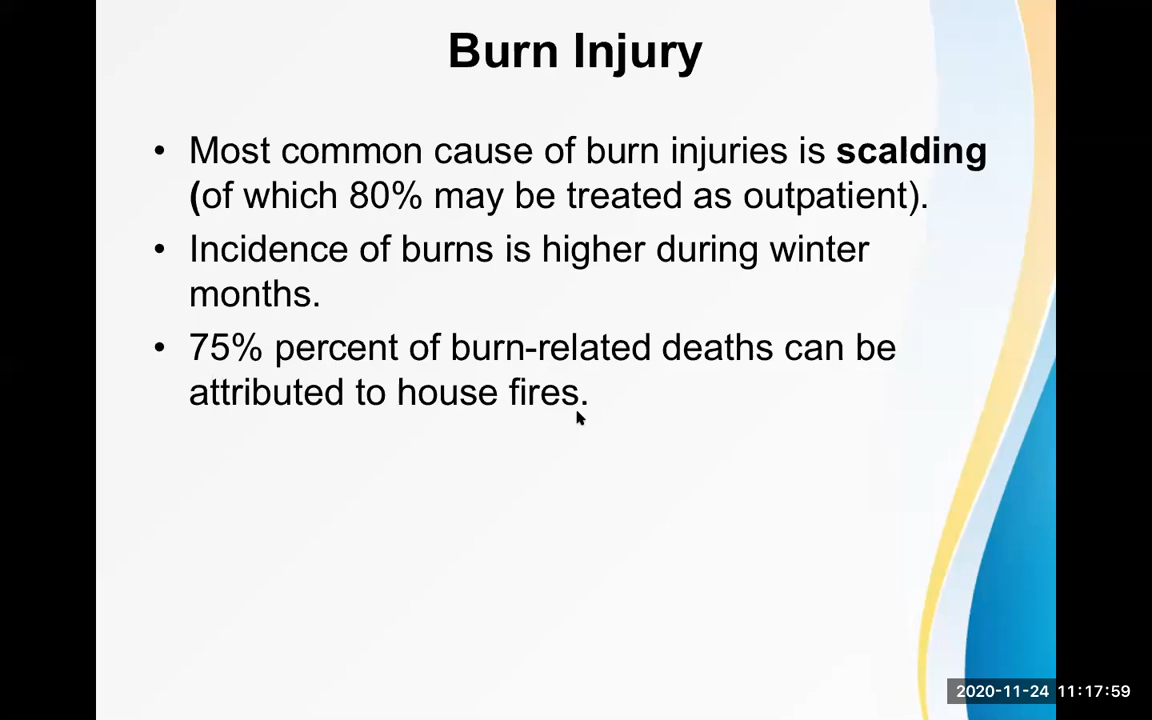 Burn Injury
• Most common cause of burn injuries is scalding
(of which 80% may be treated as outpatient).
• Incidence of burns is higher during winter
months.
• 75% percent of burn-related deaths can be
attributed to house fires.
2020-11-24 11:17:59